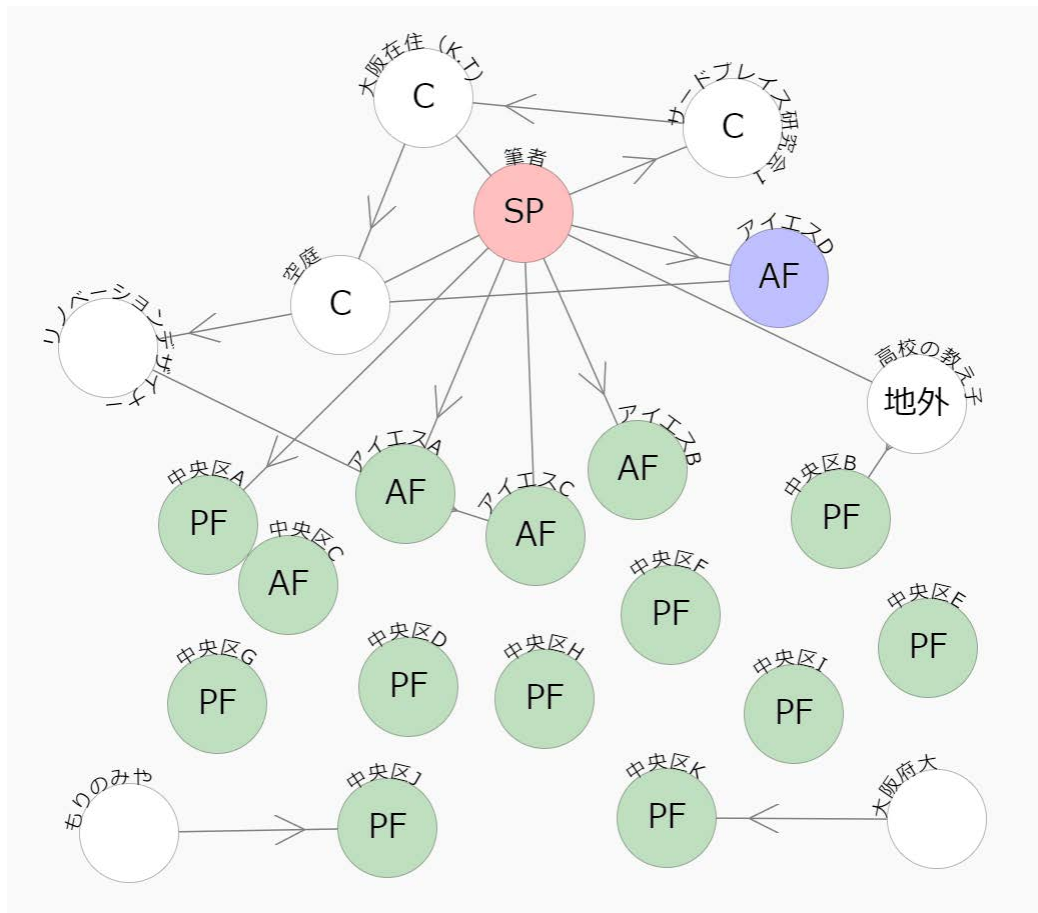 大阪在住（K.T）
C
サードプレイス研究会1
C
筆者
SP
アイエスD
AF
空庭
C
リノベーションデザイナー
高校の教え子
地外
アイエスA
AF
アイエスB
AF
アイエスC
AF
中央区A
PF
中央区B
PF
中央区C
AF
中央区F
PF
中央区E
PF
中央区D
PF
中央区H
PF
中央区G
PF
中央区I
PF
もりのみや
中央区J
PF
中央区K
PF
大阪府大